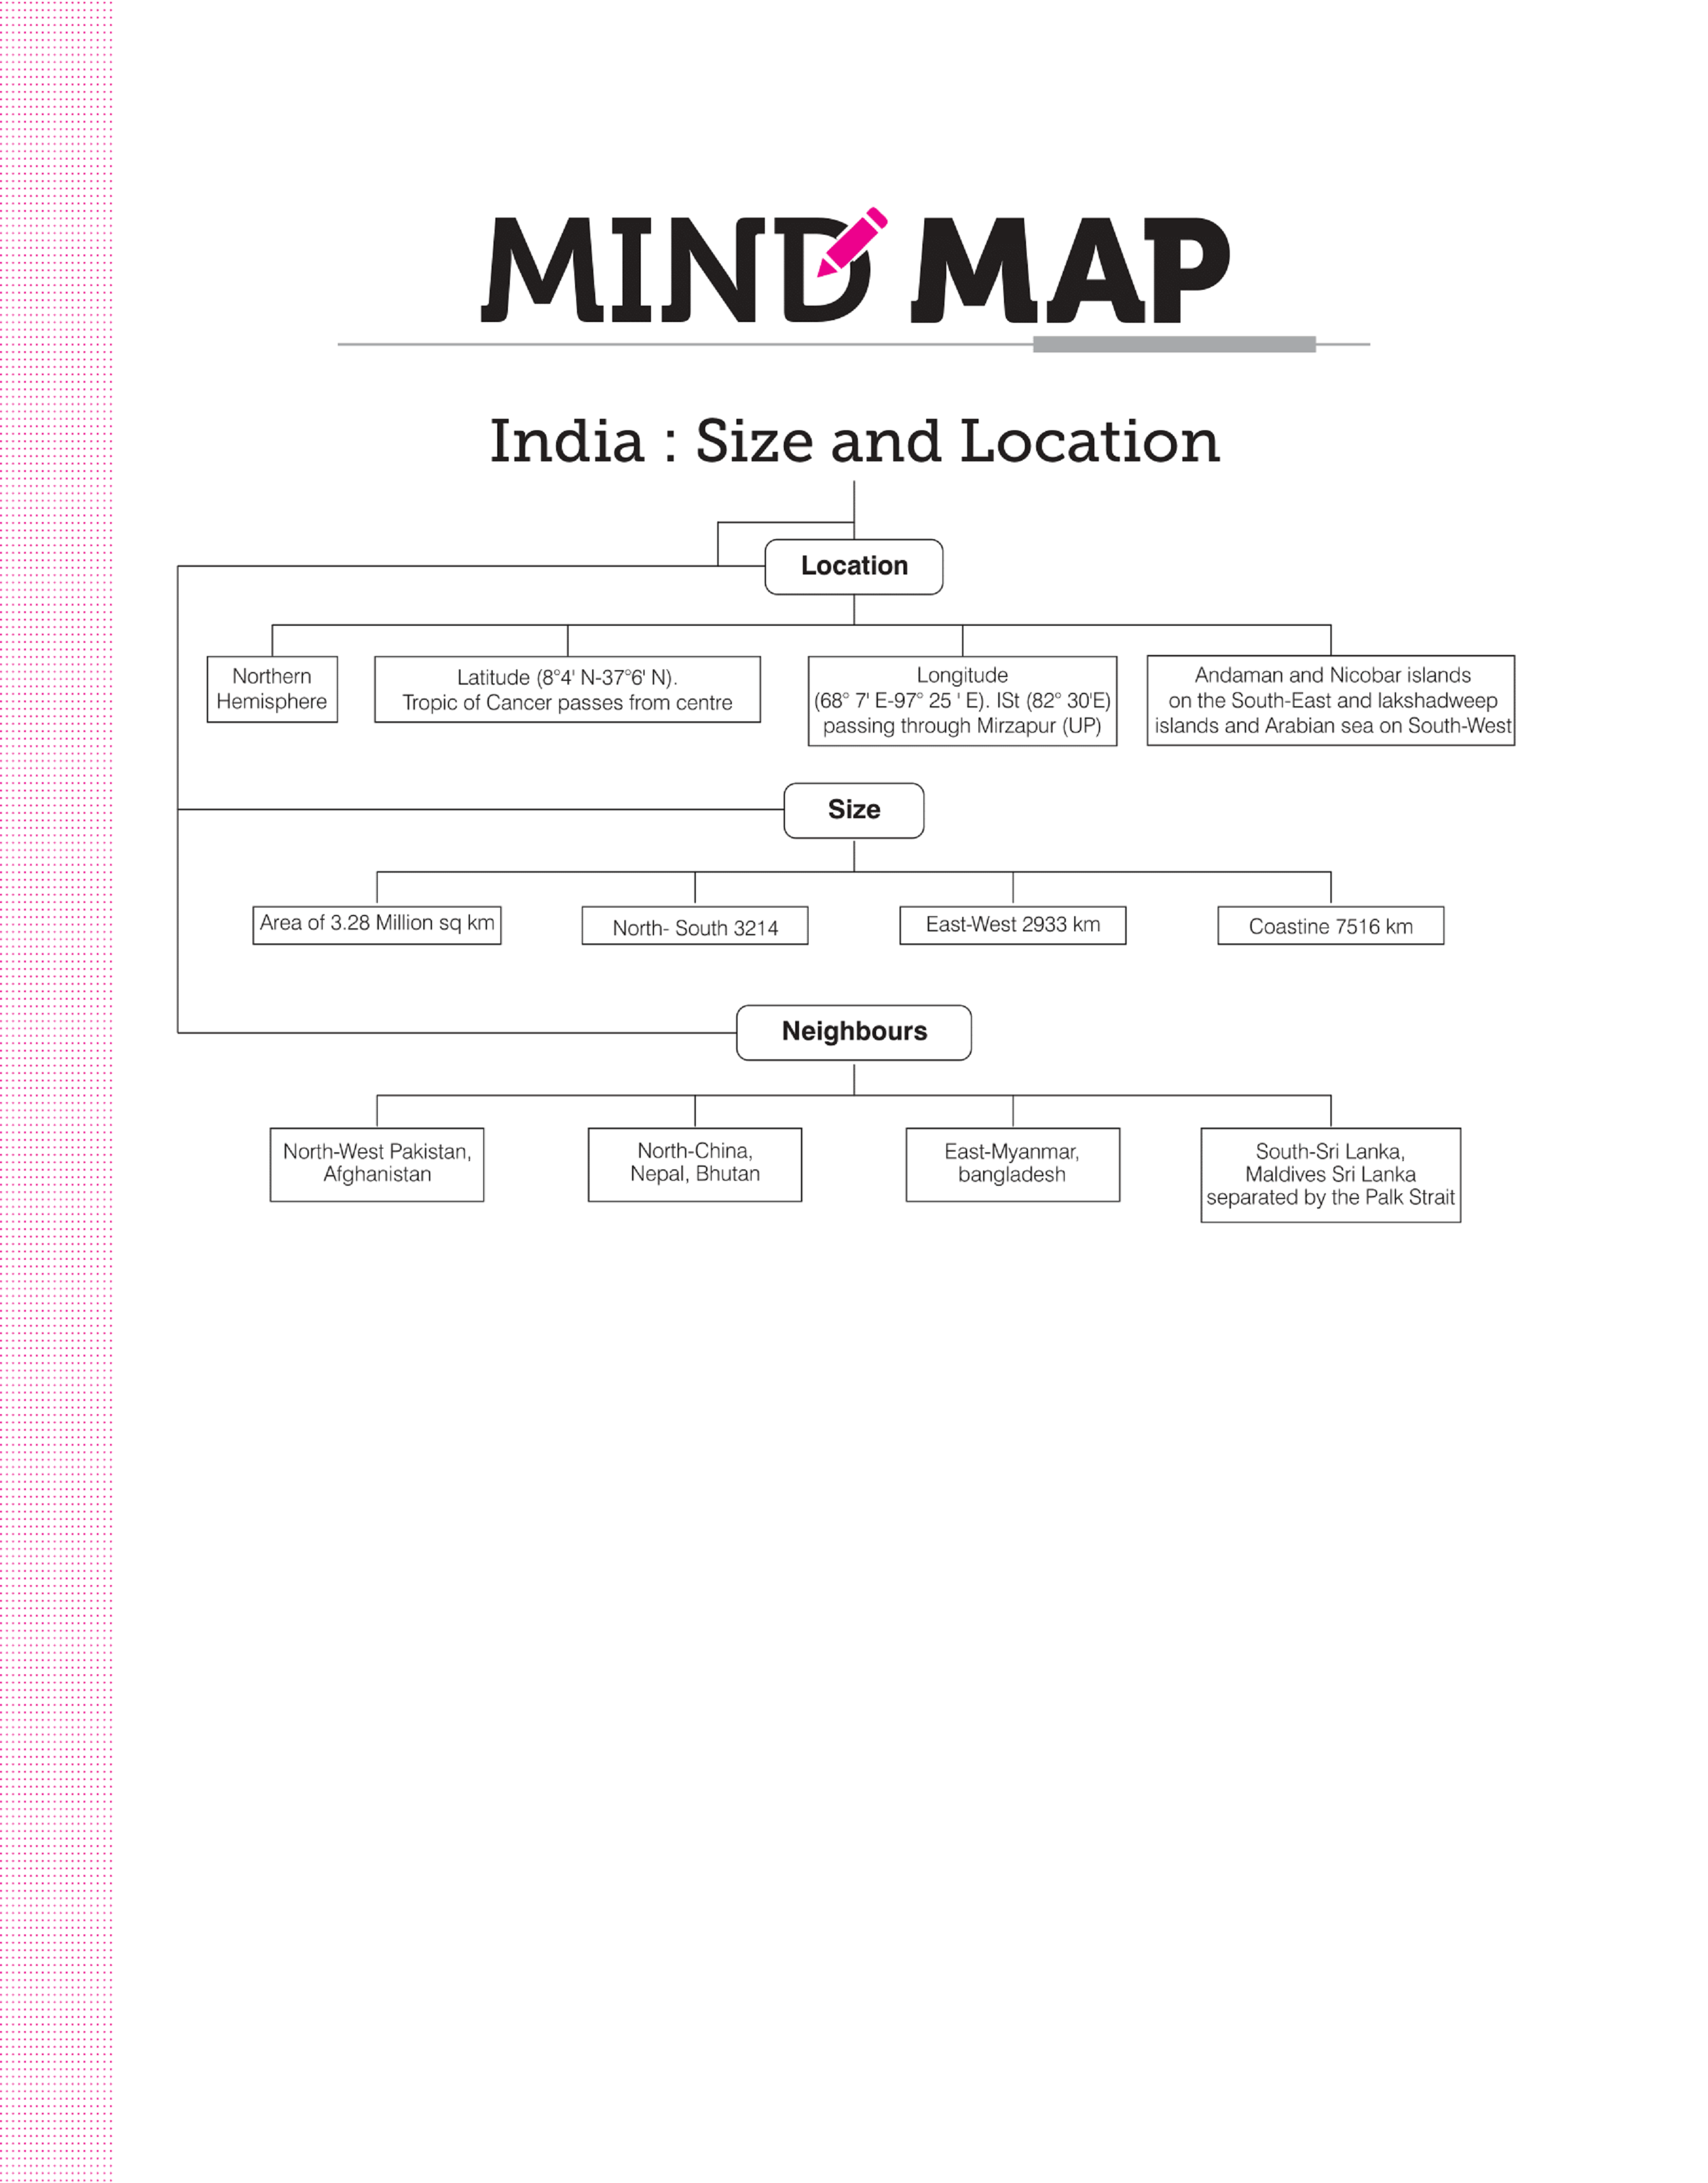 MIND MAP
India : Size and Location
Location
Northern
Hemisphere
Latitude (8°4' N-37°6' N).
Tropic of Cancer passes from centre
Longitude
(68° 7' E-97° 25 ' E). ISt (82° 30'E)
passing through Mirzapur (UP)
Andaman and Nicobar islands
on the South-East and lakshadweep
islands and Arabian sea on South-West
Size
Area of 3.28 Million sq km
North- South 3214
East-West 2933 km
Coastine 7516 km
Neighbours
North-West Pakistan,
Afghanistan
North-China,
Nepal, Bhutan
East-Myanmar,
bangladesh
South-Sri Lanka,
Maldives Sri Lanka
separated by the Palk Strait